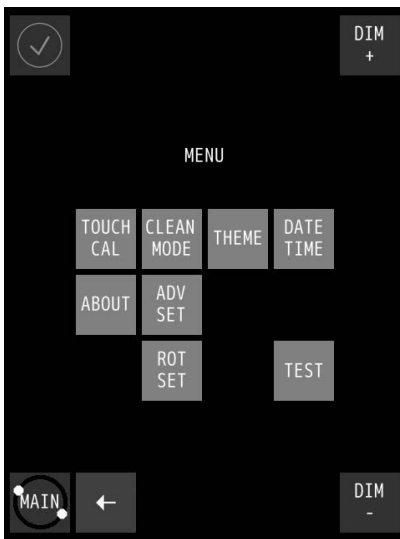 DIM
+
MENU
TOUCH
CAL
CLEAN
MODE
THEME
DATE
TIME
ABOUT
ADV
SET
ROT
SET
TEST
MAIN
←
DIM
-